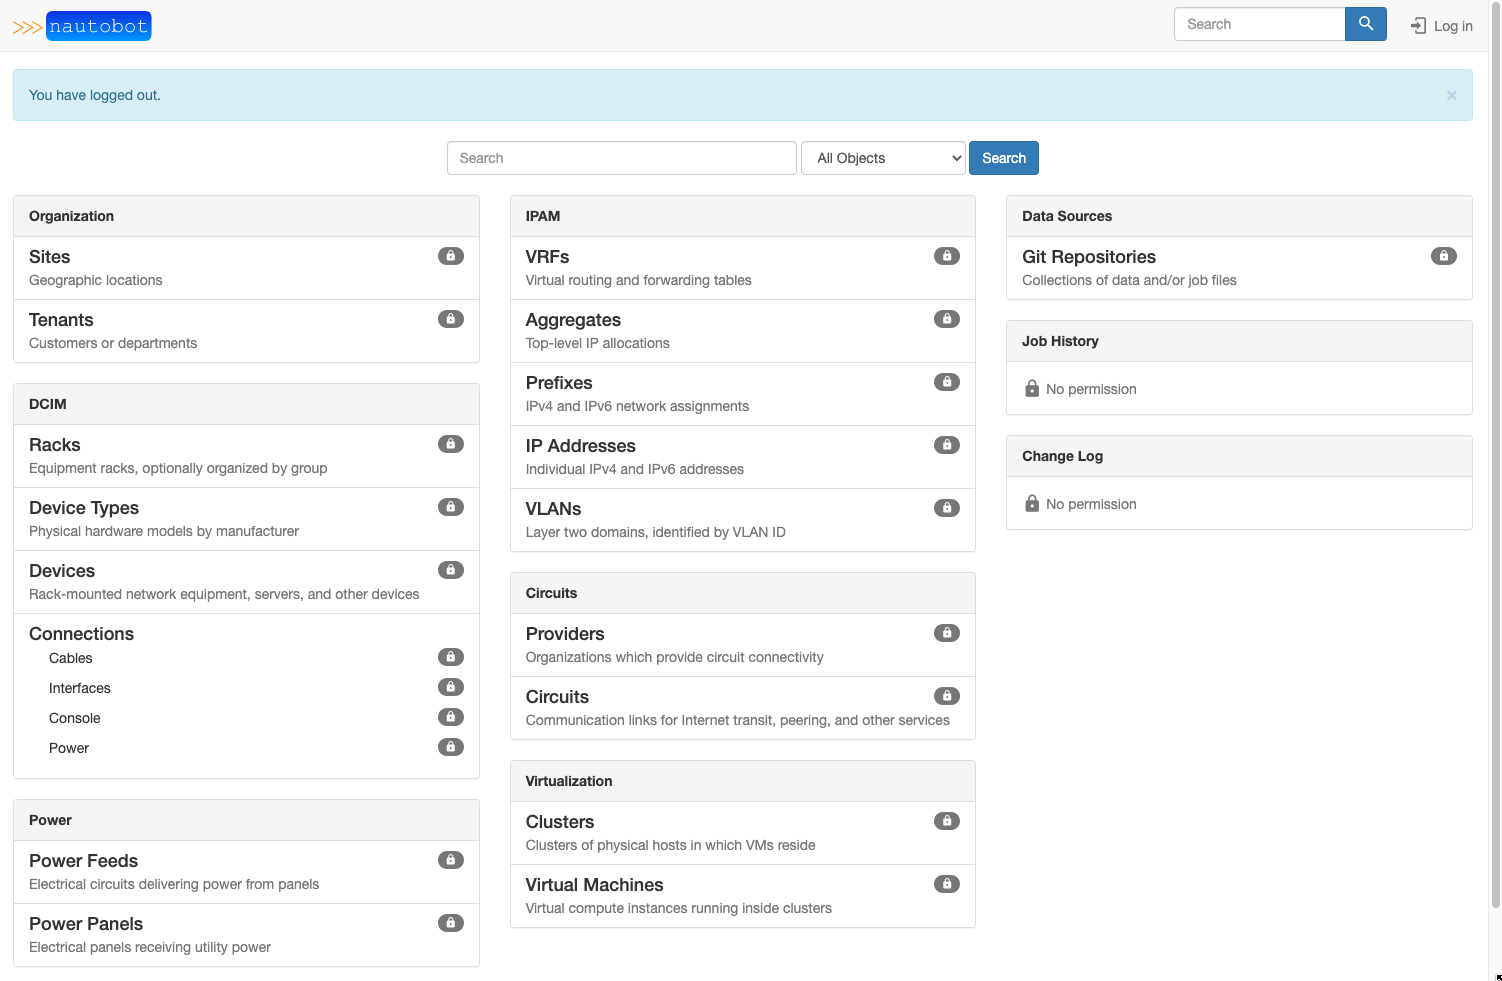 >>> nautobot
Search
Log in
You have logged out.
×
Search
All Objects
Search
Organization
Sites
Geographic locations
Tenants
Customers or departments
DCIM
Racks
Equipment racks, optionally organized by group
Device Types
Physical hardware models by manufacturer
Devices
Rack-mounted network equipment, servers, and other devices
Connections
Cables
Interfaces
Console
Power
Power
Power Feeds
Electrical circuits delivering power from panels
Power Panels
Electrical panels receiving utility power
IPAM
VRFs
Virtual routing and forwarding tables
Aggregates
Top-level IP allocations
Prefixes
IPv4 and IPv6 network assignments
IP Addresses
Individual IPv4 and IPv6 addresses
VLANs
Layer two domains, identified by VLAN ID
Circuits
Providers
Organizations which provide circuit connectivity
Circuits
Communication links for Internet transit, peering, and other services
Virtualization
Clusters
Clusters of physical hosts in which VMs reside
Virtual Machines
Virtual compute instances running inside clusters
Data Sources
Git Repositories
Collections of data and/or job files
Job History
No permission
Change Log
No permission